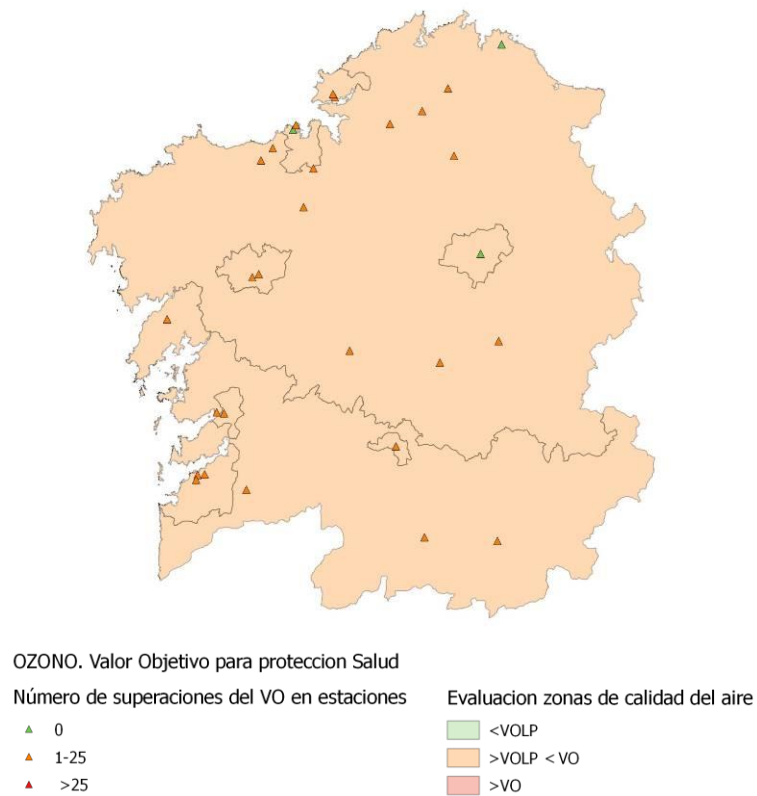 OZONO. Valor Objetivo para proteccion Salud
Número de superaciones del VO en estaciones
0
1-25
>25
Evaluacion zonas de calidad del aire
<VOLP
>VOLP < VO
>VO